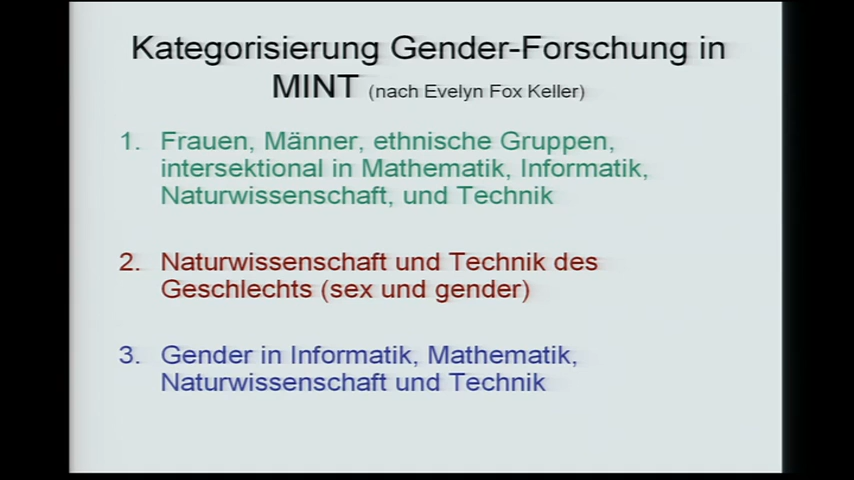 Kategorisierung Gender-Forschung in
MINT (nach Evelyn Fox Keller)
1. Frauen, Männer, ethnische Gruppen,
intersektional in Mathematik, Informatik,
Naturwissenschaft, und Technik
2. Naturwissenschaft und Technik des
Geschlechts (sex und gender)
3. Gender in Informatik, Mathematik,
Naturwissenschaft und Technik